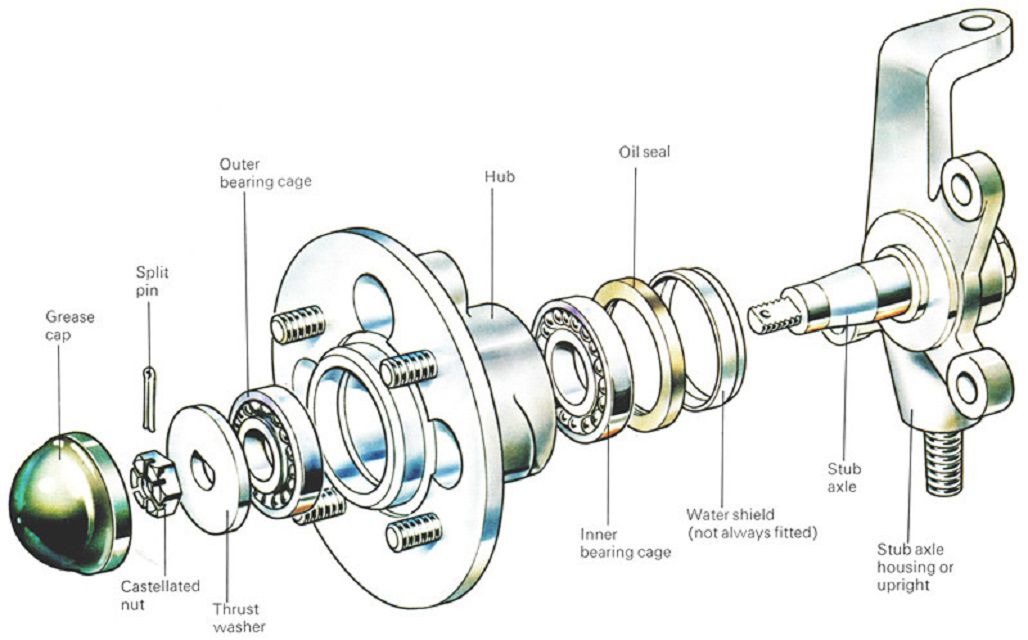 Oil seal
Outer
bearing cage
Hub
Split
pin
Grease
cap
Stub
axle
Water shield
(not always fitted)
Inner
bearing cage
Stub axle
housing or
upright
Castellated
nut
Thrust
washer